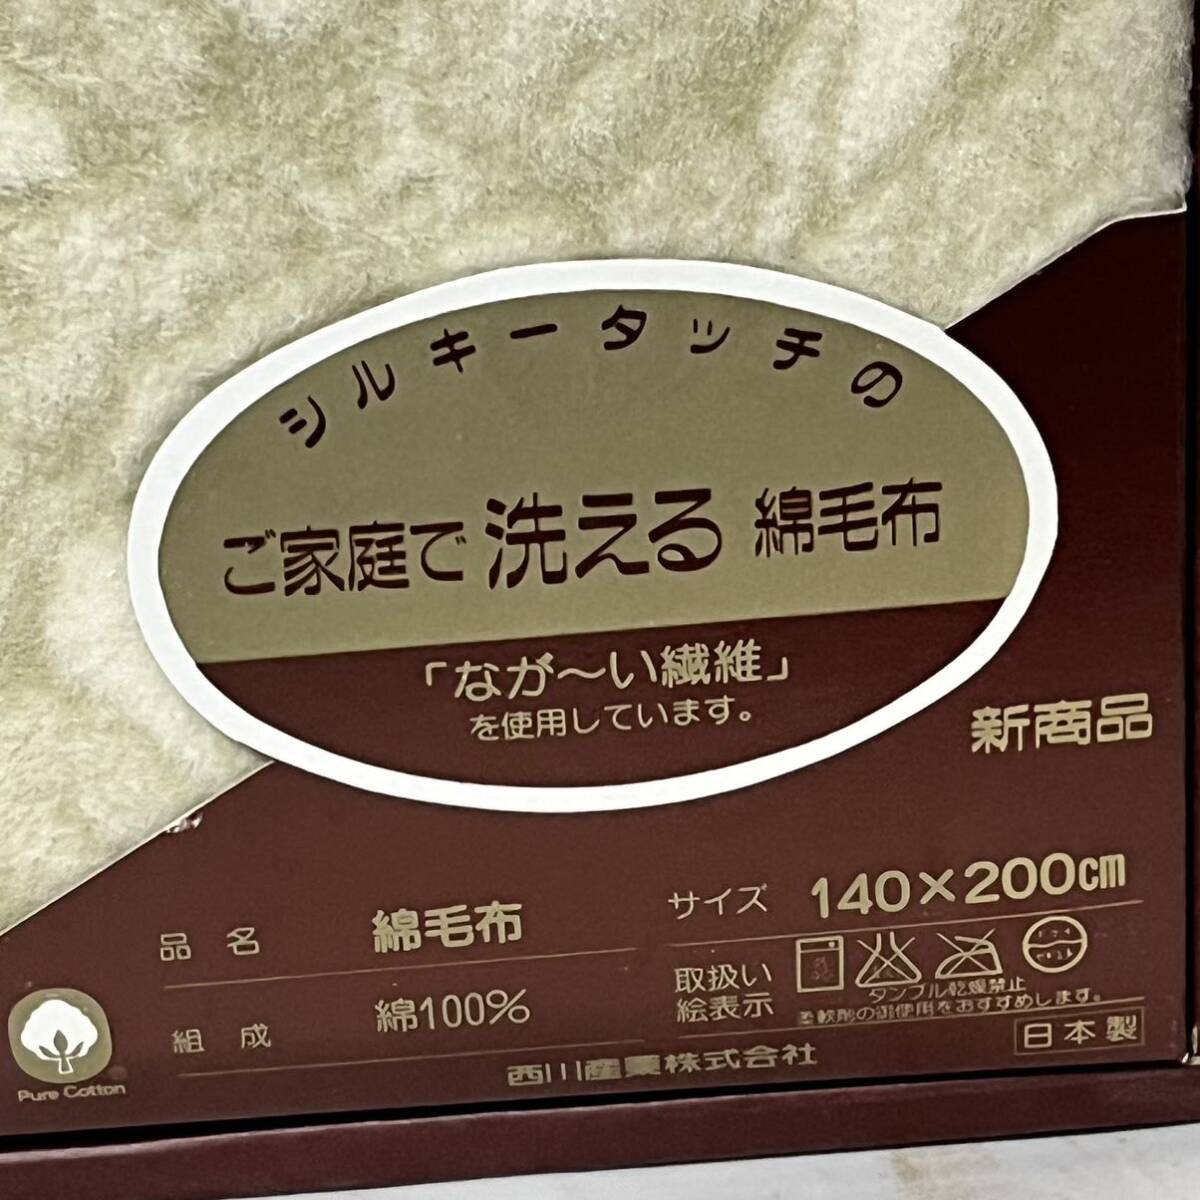 シルキータッチの
ご家庭で洗える綿毛布
「なが〜い繊維」
を使用しています。
新商品
品名 綿毛布
サイズ 140×200cm
組成 綿100%
取扱い
絵表示
タンブル乾燥禁止
柔軟剤の御使用をおすすめします。
Pure Cotton
西川産業株式会社
日本製